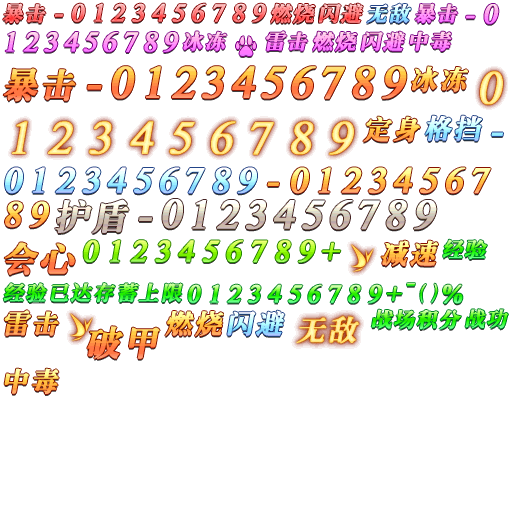 暴击-0123456789燃烧闪避无敌暴击-0
123456789冰冻雷击燃烧闪避中毒
暴击-0123456789冰冻0
123456789定身格挡-
0123456789-01234567
89护盾-0123456789
会心0123456789+减速经验
经验已达存蓄上限0123456789+-()%
雷击破甲燃烧闪避无敌战场积分战功
中毒